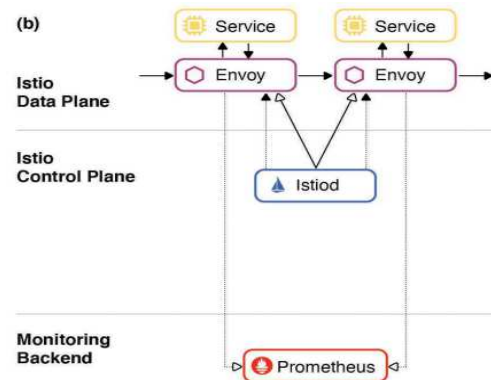 (b)
Service
Service
Istio
Data Plane
Envoy
Envoy
Istio
Control Plane
Istiod
Monitoring
Backend
Prometheus